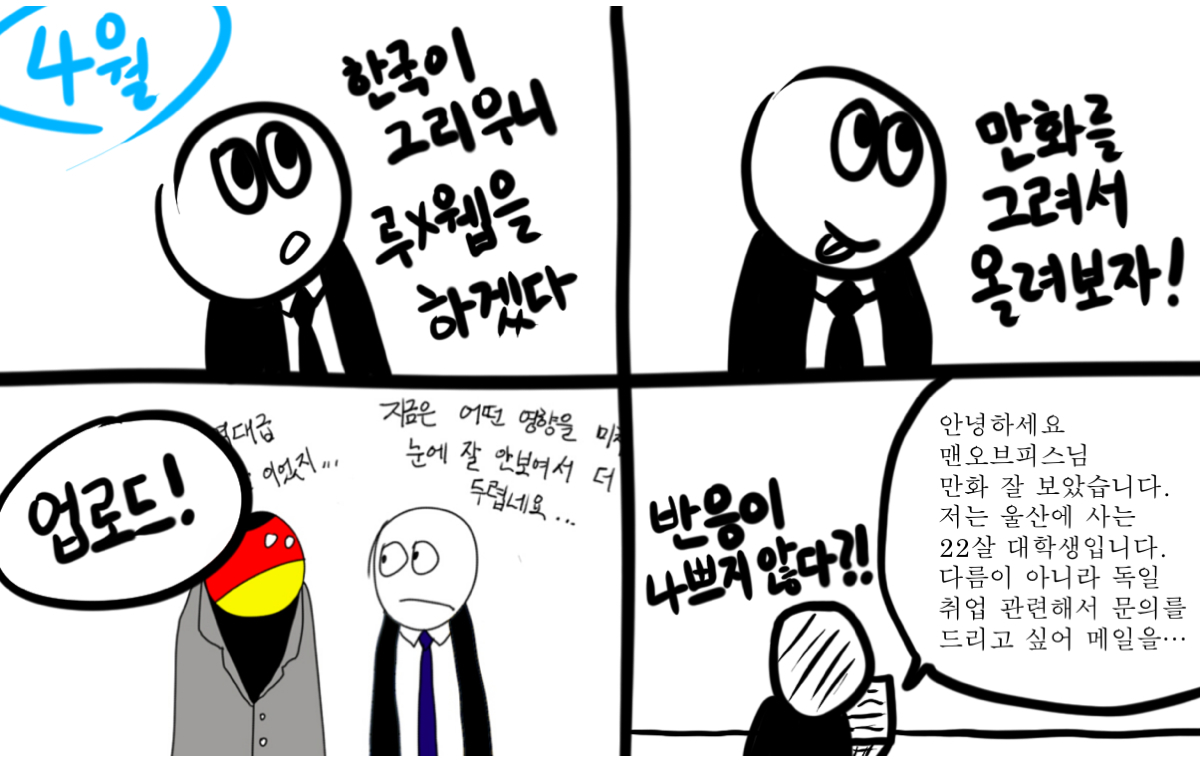 4월
한국이
그리우니
루X웹을
하겠다
만화를
그려서
올려보자!
업로드!
이었지...
지금은 어떤 영향을
눈에 잘 안보여서 더
두렵네요...
반응이
나쁘지 않다?!
안녕하세요
맨오브피스님
만화 잘 보았습니다.
저는 울산에 사는
22살 대학생입니다.
다름이 아니라 독일
취업 관련해서 문의를
드리고 싶어 메일을…